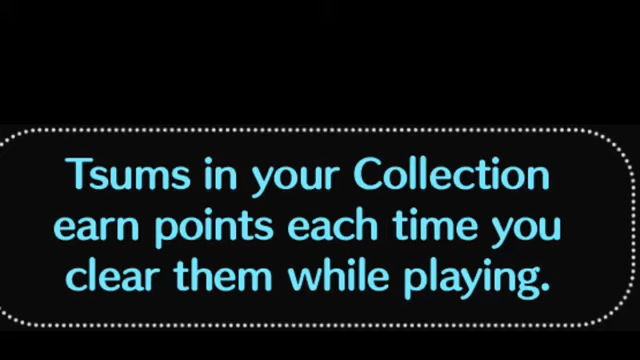 Tsums in your Collection
earn points each time you
clear them while playing.